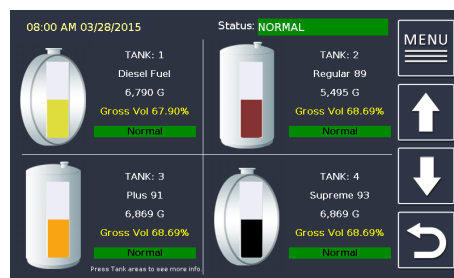 08:00 AM 03/28/2015
Status: NORMAL
MENU
TANK: 1
Diesel Fuel
6,790 G
Gross Vol 67.90%
Normal
TANK: 2
Regular 89
5,495 G
Gross Vol 68.69%
Normal
TANK: 3
Plus 91
6,869 G
Gross Vol 68.69%
Normal
TANK: 4
Supreme 93
6,869 G
Gross Vol 68.69%
Normal
Press Tank areas to see more info